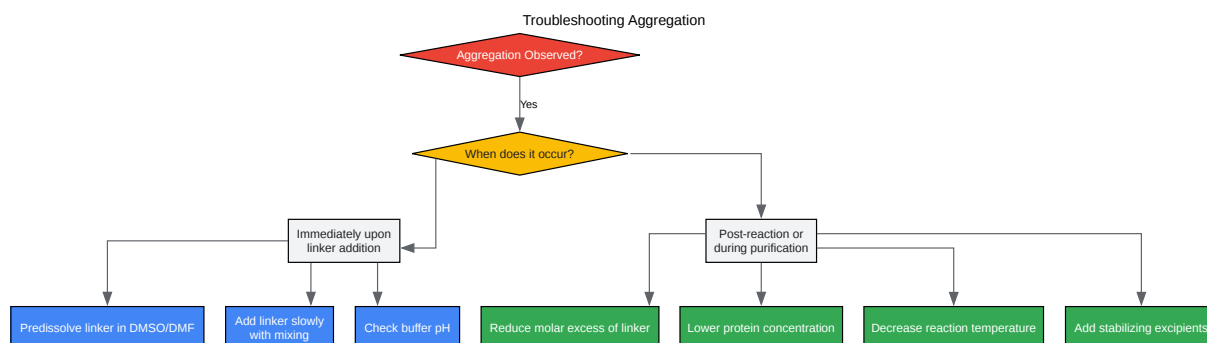 Troubleshooting Aggregation
Aggregation Observed?
Yes
When does it occur?
Immediately upon
linker addition
Post-reaction or
during purification
Predissolve linker in DMSO/DMF
Add linker slowly
with mixing
Check buffer pH
Reduce molar excess of linker
Lower protein concentration
Decrease reaction temperature
Add stabilizing excipients